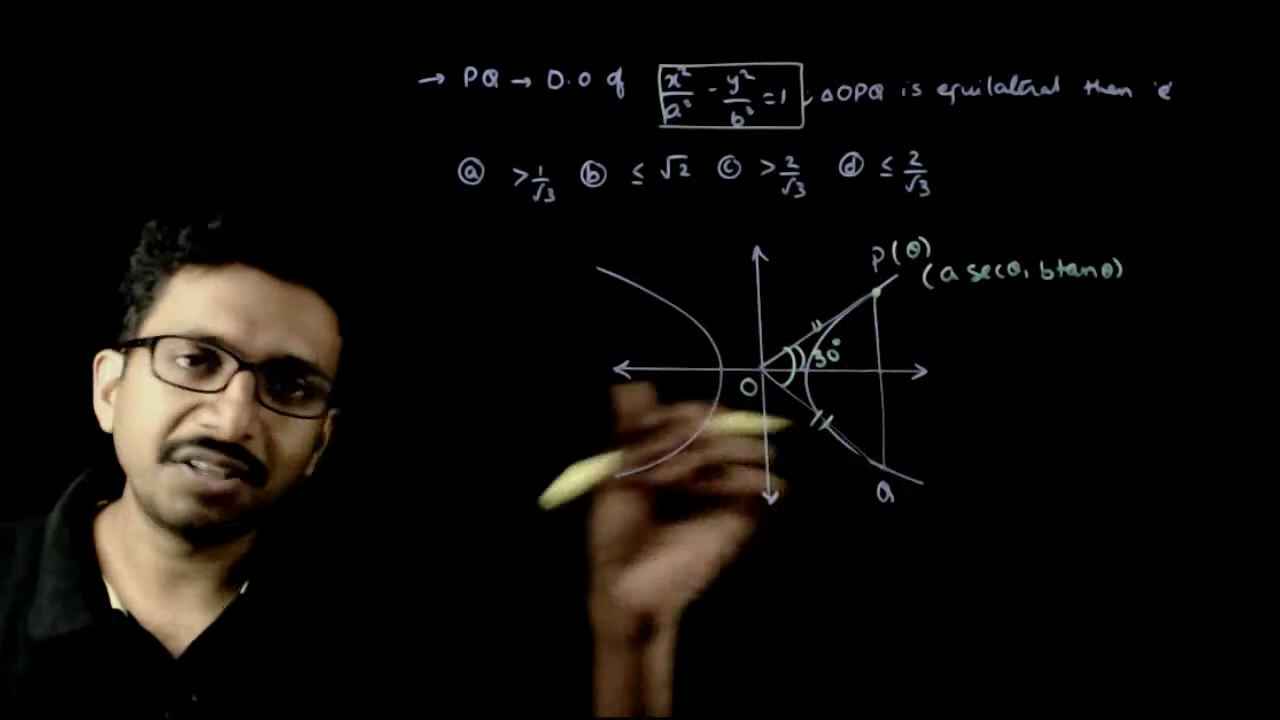 → PQ → D.O of x²/a² - y²/b² = 1, △OPQ is equilateral then 'e'
ⓐ > 1/√3 ⓑ ≤ √2 ⓒ > 2/√3 ⓓ ≤ 2/√3
P(θ)
(a secθ, b tanθ)
30°
O
Q